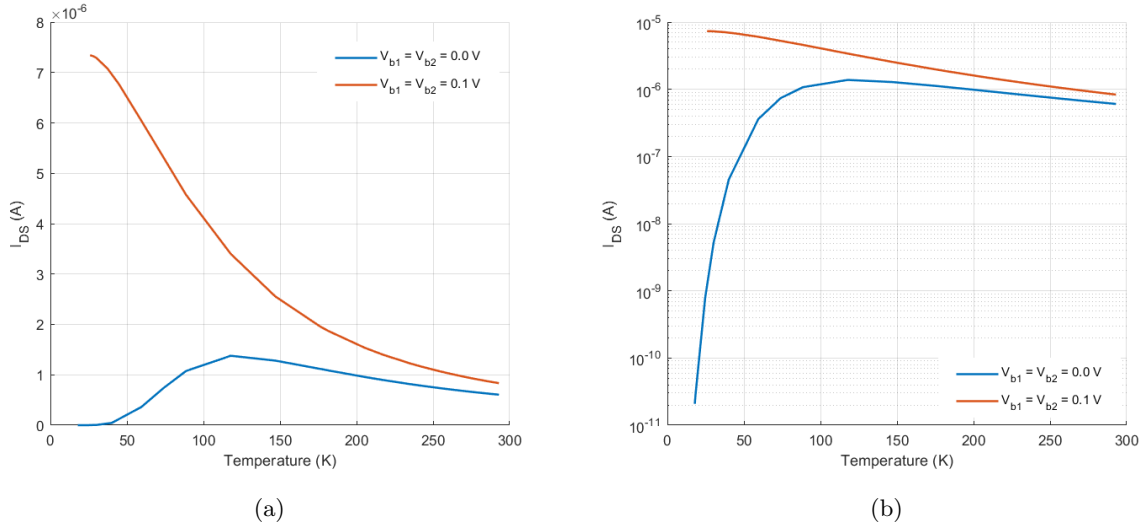 ×10⁻⁶
8
7
6
5
4
3
2
1
0
I_DS (A)
V_b1 = V_b2 = 0.0 V
V_b1 = V_b2 = 0.1 V
0 50 100 150 200 250 300
Temperature (K)
(a)
10⁻⁵
10⁻⁶
10⁻⁷
10⁻⁸
10⁻⁹
10⁻¹⁰
10⁻¹¹
I_DS (A)
V_b1 = V_b2 = 0.0 V
V_b1 = V_b2 = 0.1 V
0 50 100 150 200 250 300
Temperature (K)
(b)